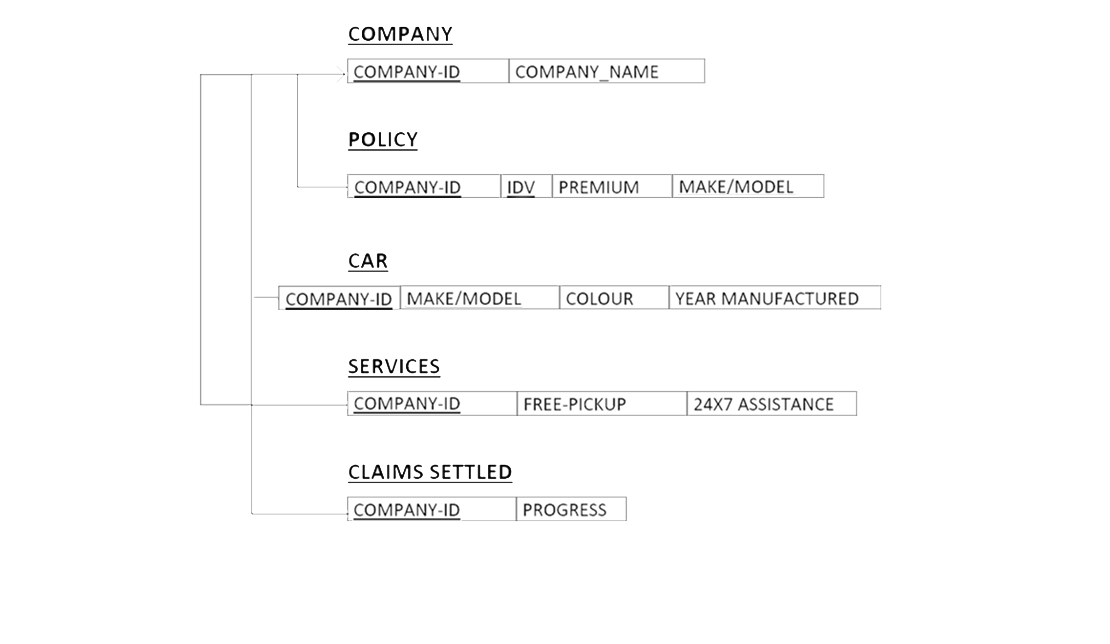 COMPANY
COMPANY-ID COMPANY_NAME
POLICY
COMPANY-ID IDV PREMIUM MAKE/MODEL
CAR
COMPANY-ID MAKE/MODEL COLOUR YEAR MANUFACTURED
SERVICES
COMPANY-ID FREE-PICKUP 24X7 ASSISTANCE
CLAIMS SETTLED
COMPANY-ID PROGRESS